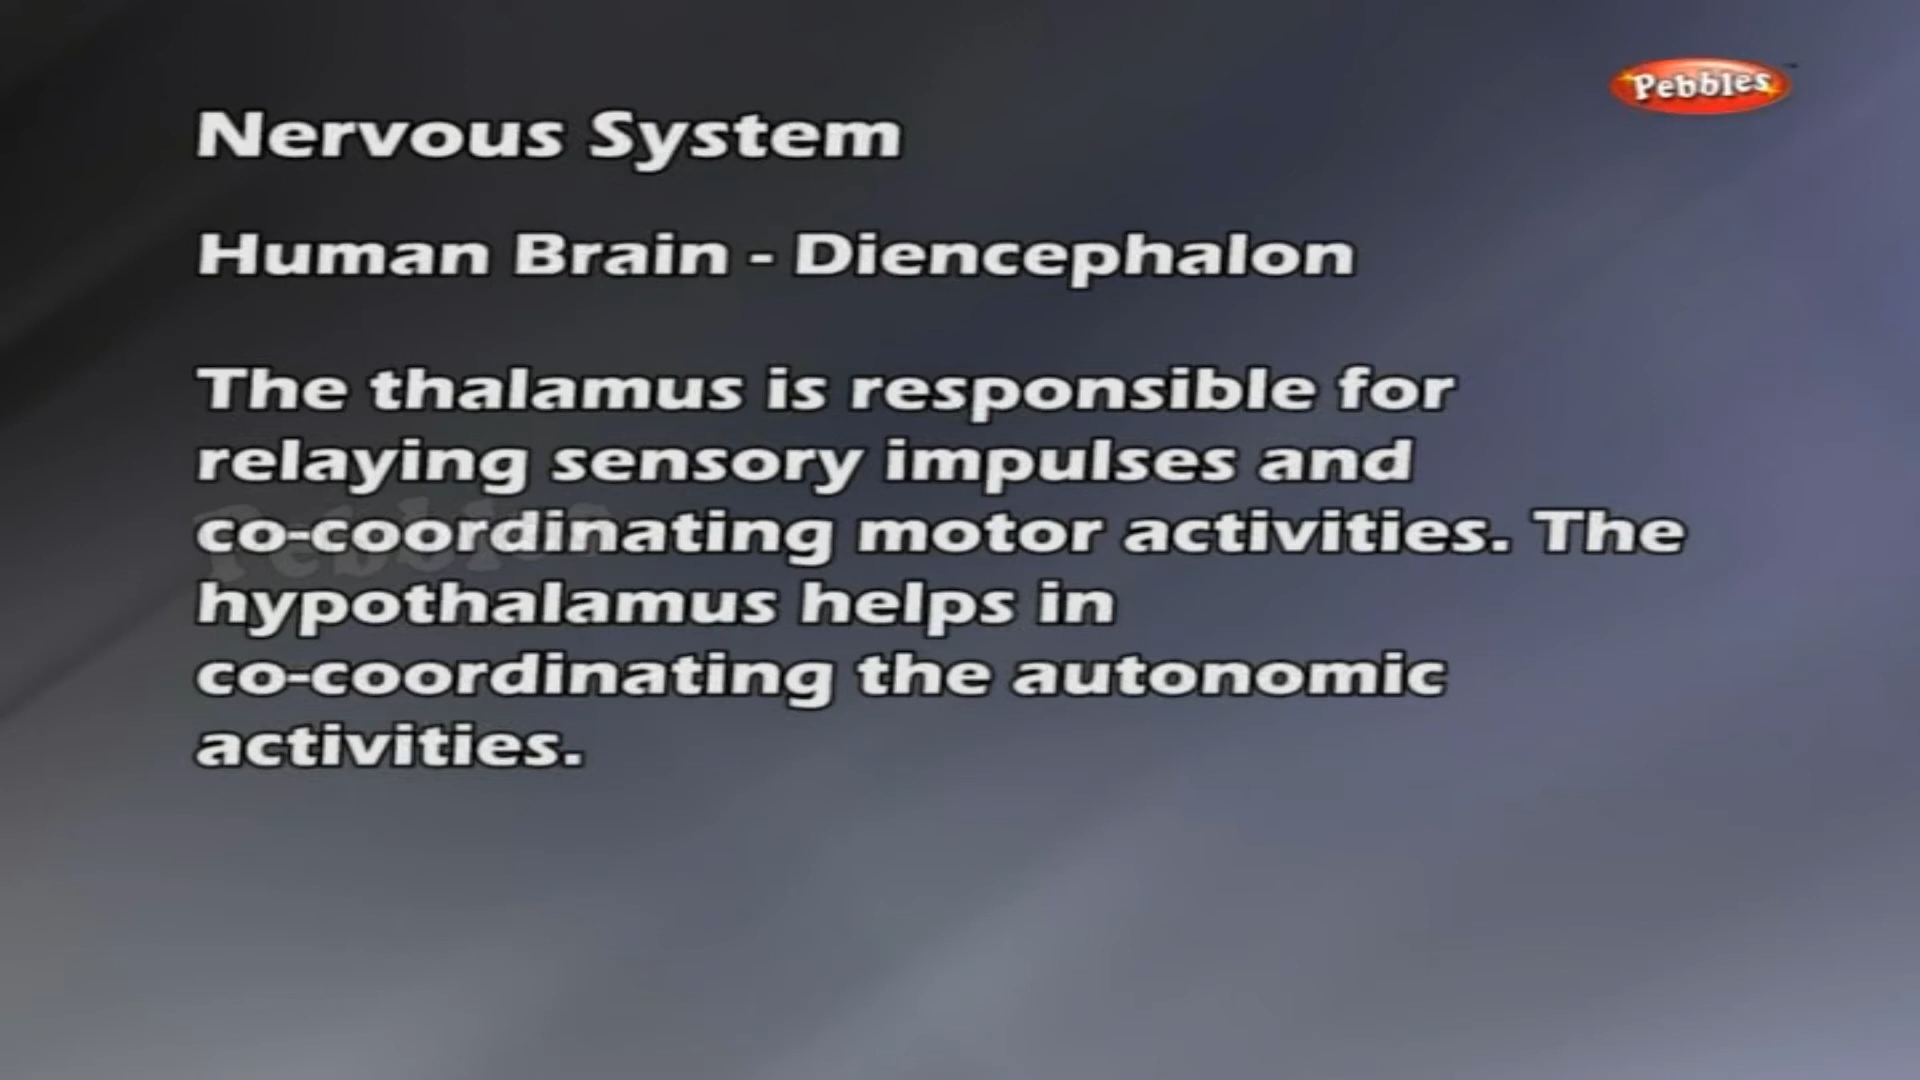 Pebbles
Nervous System
Human Brain - Diencephalon
The thalamus is responsible for
relaying sensory impulses and
co-coordinating motor activities. The
hypothalamus helps in
co-coordinating the autonomic
activities.
Pebbles